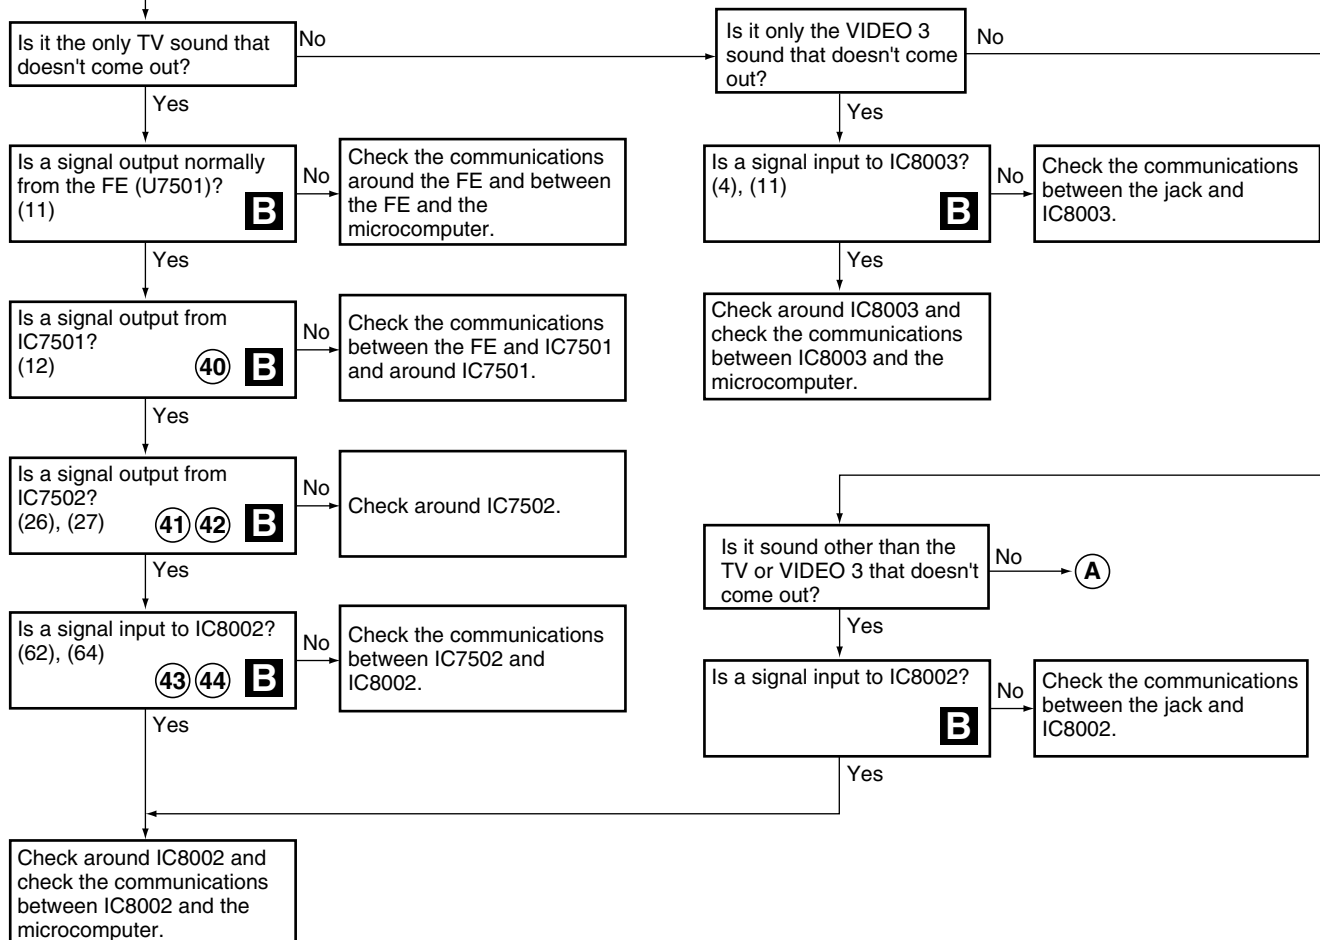 Is it the only TV sound that
doesn't come out?
No
Yes
Is a signal output normally
from the FE (U7501)?
(11)
B
No
Check the communications
around the FE and between
the FE and the
microcomputer.
Yes
Is a signal output from
IC7501?
(12)
40 B
No
Check the communications
between the FE and IC7501
and around IC7501.
Yes
Is a signal output from
IC7502?
(26), (27)
41 42 B
No
Check around IC7502.
Yes
Is a signal input to IC8002?
(62), (64)
43 44 B
No
Check the communications
between IC7502 and
IC8002.
Yes
Check around IC8002 and
check the communications
between IC8002 and the
microcomputer.
Is it only the VIDEO 3
sound that doesn't come
out?
No
Yes
Is a signal input to IC8003?
(4), (11)
B
No
Check the communications
between the jack and
IC8003.
Yes
Check around IC8003 and
check the communications
between IC8003 and the
microcomputer.
Is it sound other than the
TV or VIDEO 3 that doesn't
come out?
No
A
Yes
Is a signal input to IC8002?
B
No
Check the communications
between the jack and
IC8002.
Yes